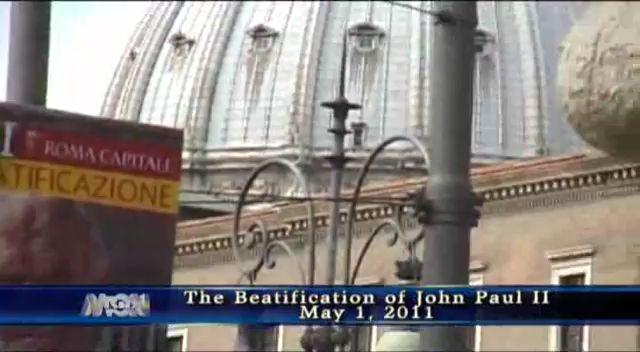 ROMA CAPITALE
ATIFICAZIONE
The Beatification of John Paul II
May 1, 2011